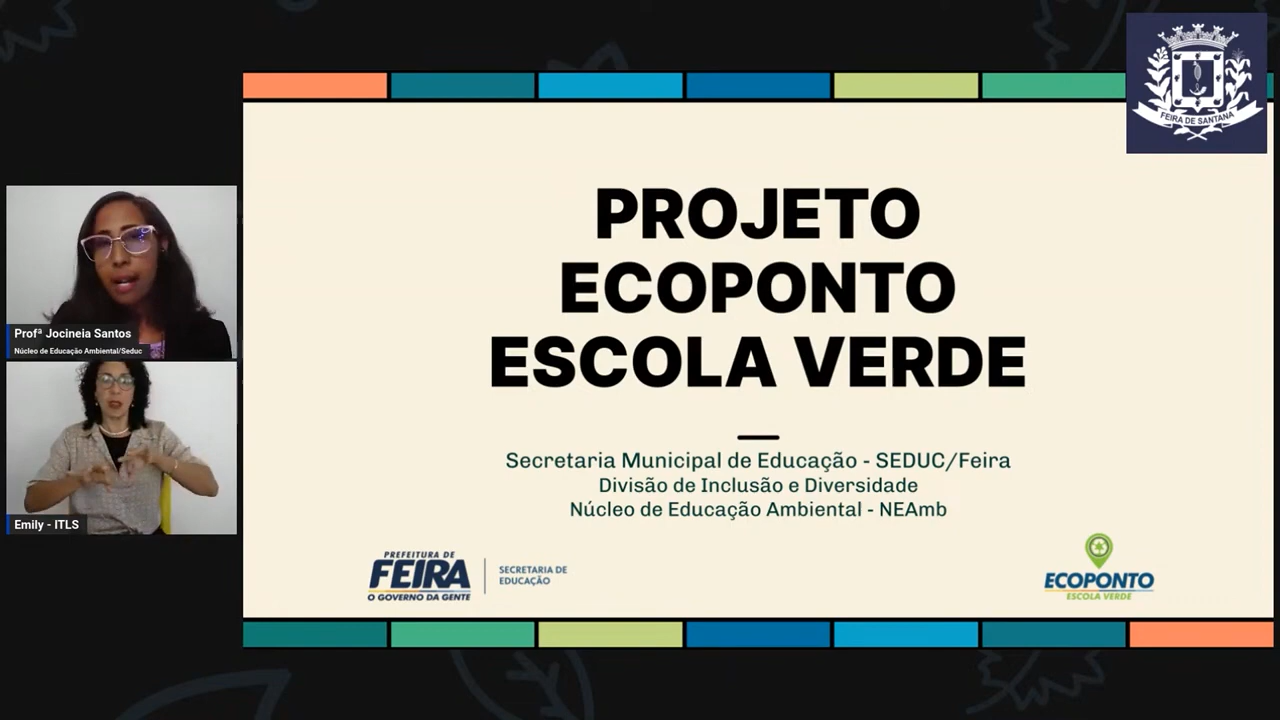 FEIRA DE SANTANA
PROJETO
ECOPONTO
ESCOLA VERDE
Secretaria Municipal de Educação - SEDUC/Feira
Divisão de Inclusão e Diversidade
Núcleo de Educação Ambiental - NEAmb
PREFEITURA DE
FEIRA
O GOVERNO DA GENTE
SECRETARIA DE
EDUCAÇÃO
ECOPONTO
ESCOLA VERDE
Profª Jocineia Santos
Núcleo de Educação Ambiental/Seduc
Emily - ITLS